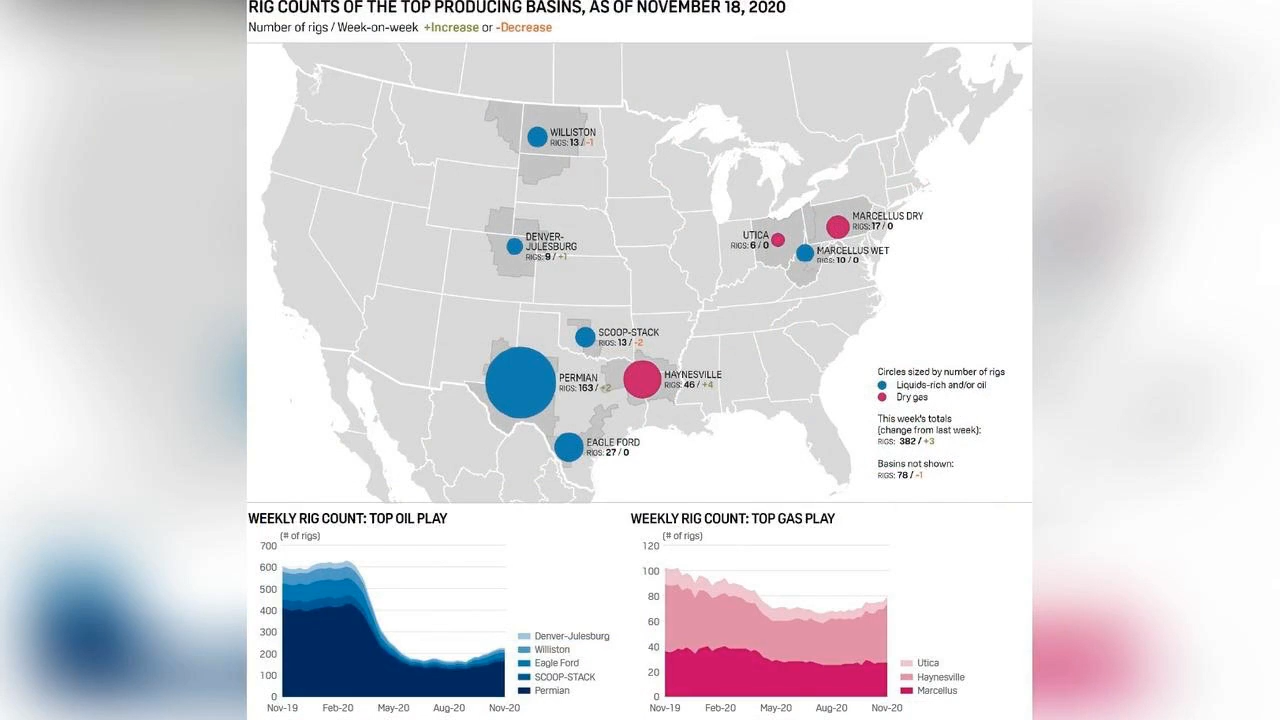 RIG COUNTS OF THE TOP PRODUCING BASINS, AS OF NOVEMBER 18, 2020
Number of rigs / Week-on-week +Increase or -Decrease
WILLISTON
RIGS: 13 / -1
DENVER-
JULESBURG
RIGS: 9 / +1
UTICA
RIGS: 6 / 0
MARCELLUS DRY
RIGS: 17 / 0
MARCELLUS WET
RIGS: 10 / 0
SCOOP-STACK
RIGS: 13 / -2
PERMIAN
RIGS: 163 / +2
HAYNESVILLE
RIGS: 46 / +4
EAGLE FORD
RIGS: 27 / 0
Circles sized by number of rigs
Liquids-rich and/or oil
Dry gas
This week's totals
(change from last week):
RIGS: 382 / +3
Basins not shown:
RIGS: 78 / -1
WEEKLY RIG COUNT: TOP OIL PLAY
(# of rigs)
700
600
500
400
300
200
100
0
Nov-19 Feb-20 May-20 Aug-20 Nov-20
Denver-Julesburg
Williston
Eagle Ford
SCOOP-STACK
Permian
WEEKLY RIG COUNT: TOP GAS PLAY
(# of rigs)
120
100
80
60
40
20
0
Nov-19 Feb-20 May-20 Aug-20 Nov-20
Utica
Haynesville
Marcellus